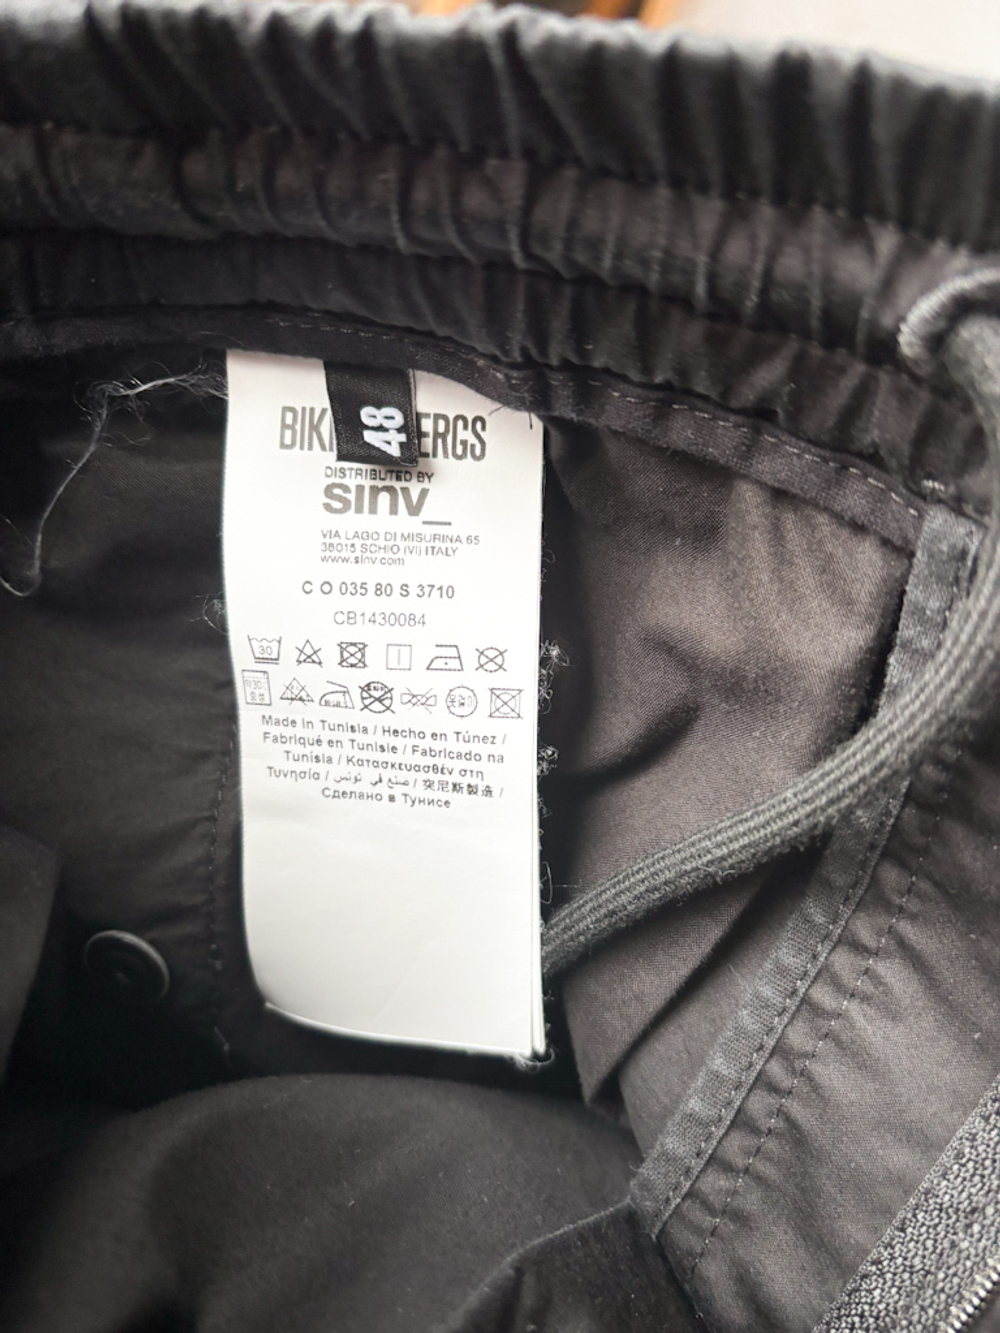 48
BIK ERGS
DISTRIBUTED BY
sinv_
VIA LAGO DI MISURINA 65
36015 SCHIO (VI) ITALY
www.sinv.com
C O 035 80 S 3710
CB1430084
30
Made in Tunisia / Hecho en Túnez /
Fabriqué en Tunisie / Fabricado na
Tunísia / Κατασκευασθέν στη
Τυνησία / صنع في تونس / 突尼斯製造 /
Сделано в Тунисе